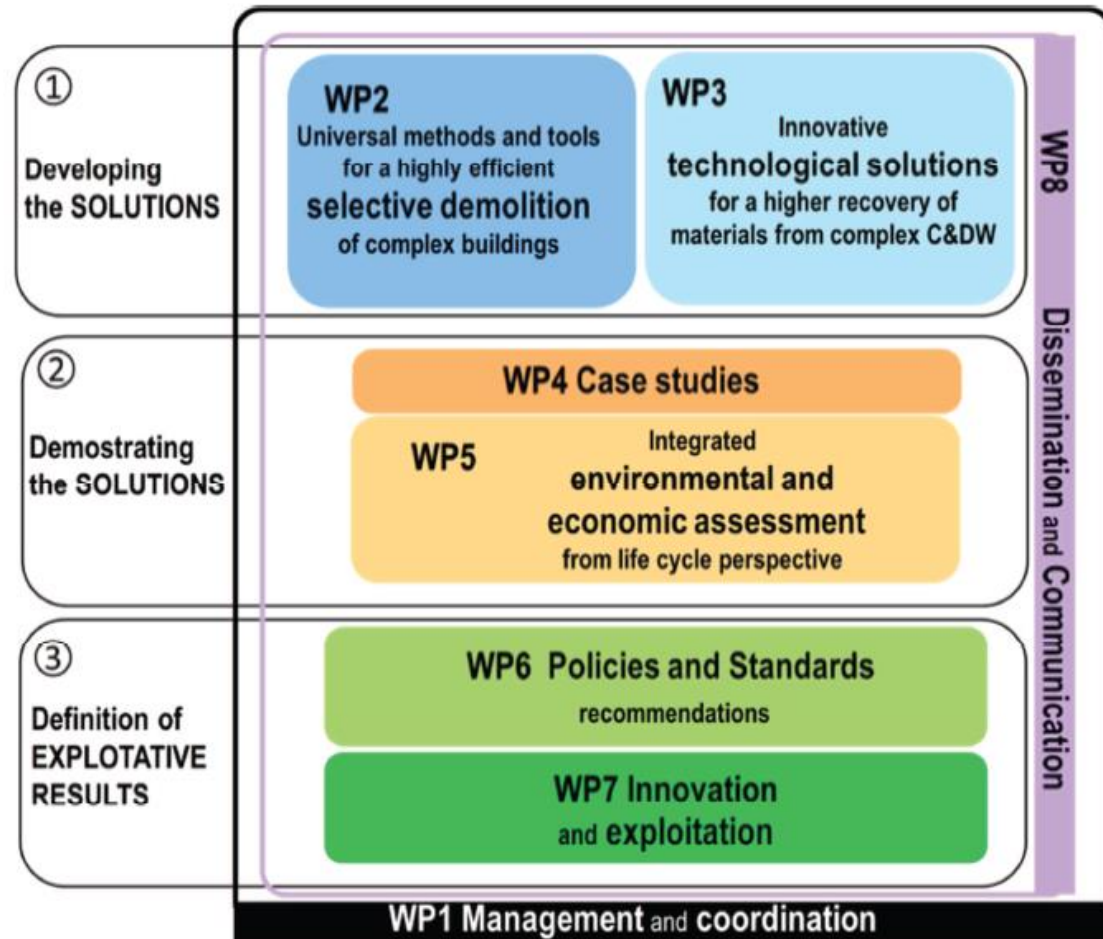 ①
Developing
the SOLUTIONS
WP2
Universal methods and tools
for a highly efficient
selective demolition
of complex buildings
WP3
Innovative
technological solutions
for a higher recovery of
materials from complex C&DW
②
Demostrating
the SOLUTIONS
WP4 Case studies
WP5
Integrated
environmental and
economic assessment
from life cycle perspective
③
Definition of
EXPLOTATIVE
RESULTS
WP6 Policies and Standards
recommendations
WP7 Innovation
and exploitation
WP8 Dissemination and Communication
WP1 Management and coordination